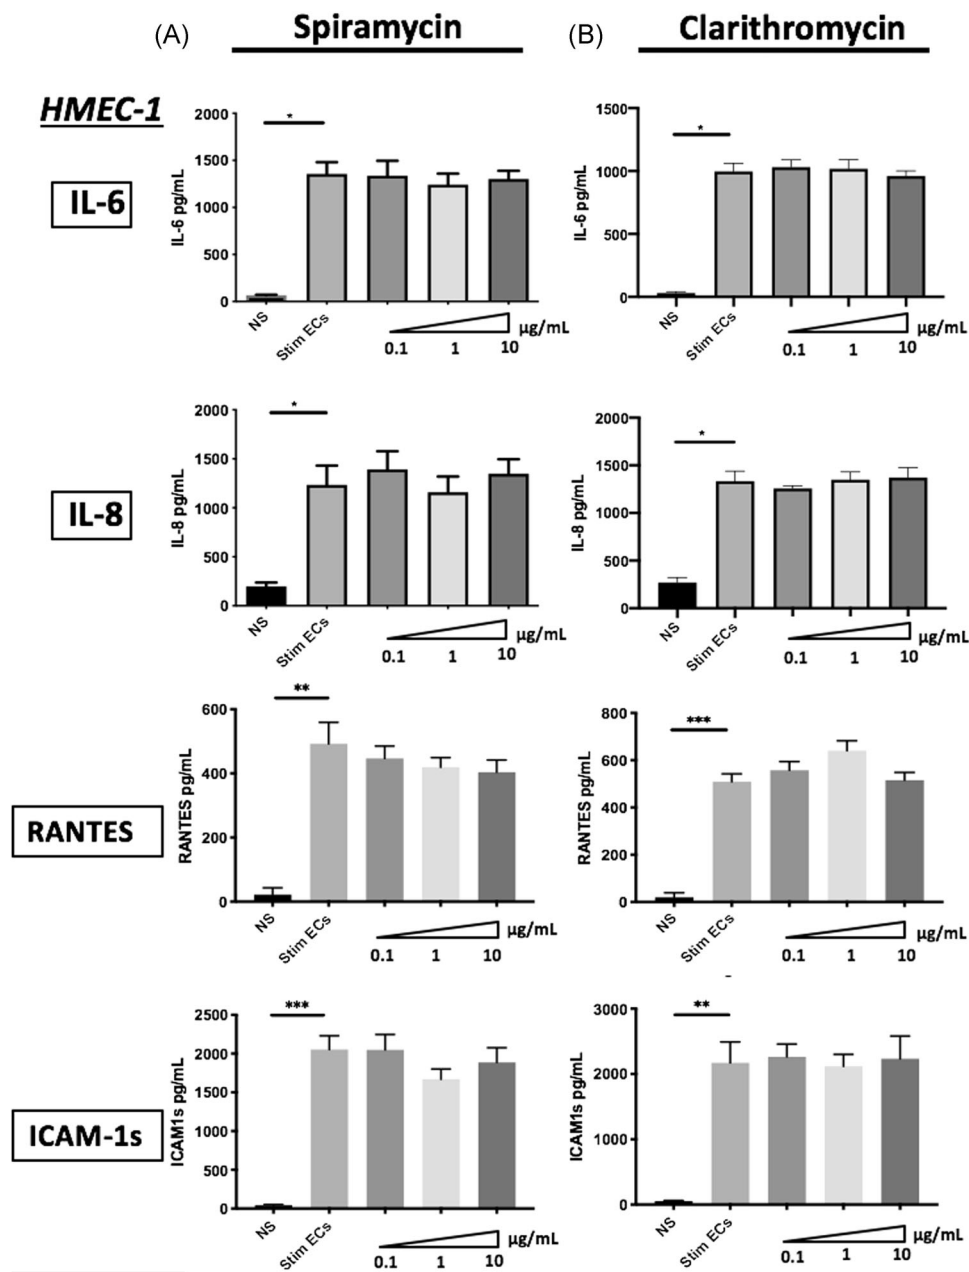 (A) Spiramycin
(B) Clarithromycin
HMEC-1
IL-6
IL-6 pg/mL
2000
1500
1000
500
0
*
NS
Stim ECs
0.1 1 10
µg/mL
IL-6 pg/mL
1500
1000
500
0
*
NS
Stim ECs
0.1 1 10
µg/mL
IL-8
IL-8 pg/mL
2000
1500
1000
500
0
*
NS
Stim ECs
0.1 1 10
µg/mL
IL-8 pg/mL
2000
1500
1000
500
0
*
NS
Stim ECs
0.1 1 10
µg/mL
RANTES
RANTES pg/mL
600
400
200
0
**
NS
Stim ECs
0.1 1 10
µg/mL
RANTES pg/mL
800
600
400
200
0
***
NS
Stim ECs
0.1 1 10
µg/mL
ICAM-1s
ICAM1s pg/mL
2500
2000
1500
1000
500
0
***
NS
Stim ECs
0.1 1 10
µg/mL
ICAM1s pg/mL
3000
2000
1000
0
**
NS
Stim ECs
0.1 1 10
µg/mL